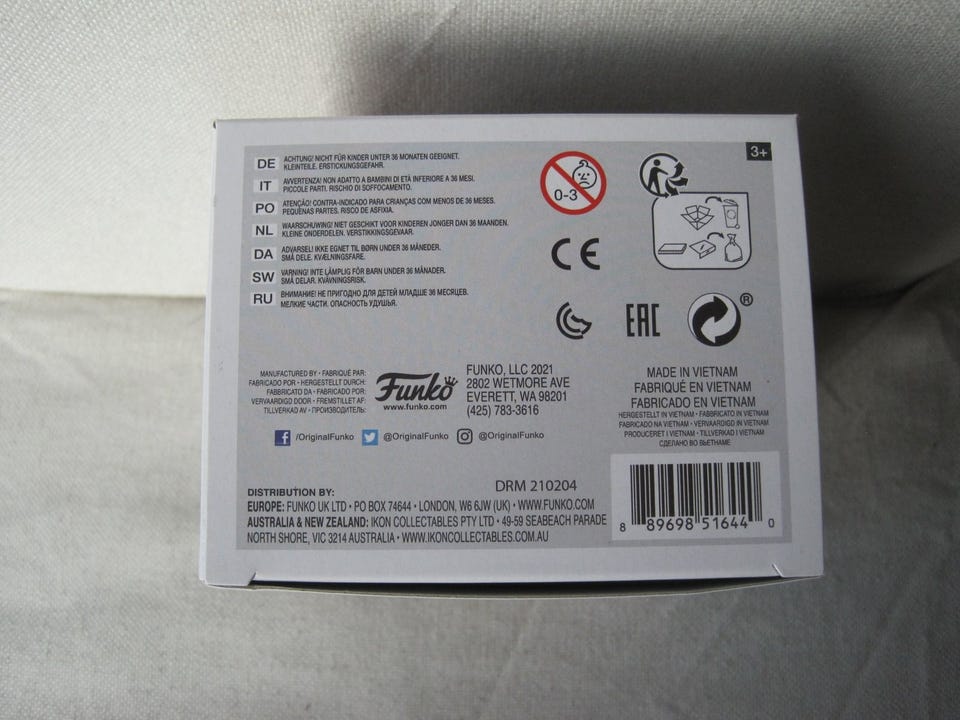 3+
DE ACHTUNG! NICHT FÜR KINDER UNTER 36 MONATEN GEEIGNET.
KLEINTEILE. ERSTICKUNGSGEFAHR.
IT AVVERTENZA! NON ADATTO A BAMBINI DI ETÀ INFERIORE A 36 MESI.
PICCOLE PARTI. RISCHIO DI SOFFOCAMENTO.
PO ATENÇÃO! CONTRA-INDICADO PARA CRIANÇAS COM MENOS DE 36 MESES.
PEQUENAS PARTES. RISCO DE ASFIXIA.
NL WAARSCHUWING! NIET GESCHIKT VOOR KINDEREN JONGER DAN 36 MAANDEN.
KLEINE ONDERDELEN. VERSTIKKINGSGEVAAR.
DA ADVARSEL! IKKE EGNET TIL BØRN UNDER 36 MÅNEDER.
SMÅ DELE. KVÆLNINGSFARE.
SW VARNING! INTE LÄMPLIG FÖR BARN UNDER 36 MÅNADER.
SMÅ DELAR. KVÄVNINGSRISK.
RU ВНИМАНИЕ! НЕ ПРИГОДНО ДЛЯ ДЕТЕЙ МЛАДШЕ 36 МЕСЯЦЕВ.
МЕЛКИЕ ЧАСТИ. ОПАСНОСТЬ УДУШЬЯ.
0-3
CE
EAC
®
MANUFACTURED BY • FABRIQUÉ PAR:
FABRICADO POR • HERGESTELLT DURCH:
FABBRICATO DA • FABRICADO POR:
VERVAARDIGD DOOR • FREMSTILLET AF:
TILLVERKAD AV • ПРОИЗВОДИТЕЛЬ:
Funko
www.funko.com
FUNKO, LLC 2021
2802 WETMORE AVE
EVERETT, WA 98201
(425) 783-3616
/OriginalFunko @OriginalFunko @OriginalFunko
MADE IN VIETNAM
FABRIQUÉ EN VIETNAM
FABRICADO EN VIETNAM
HERGESTELLT IN VIETNAM • FABBRICATO IN VIETNAM
FABRICADO NA VIETNAM • VERVAARDIGD IN VIETNAM
PRODUCERET I VIETNAM • TILLVERKAD I VIETNAM
СДЕЛАНО ВО ВЬЕТНАМЕ
DRM 210204
DISTRIBUTION BY:
EUROPE: FUNKO UK LTD • PO BOX 74644 • LONDON, W6 6JW (UK) • WWW.FUNKO.COM
AUSTRALIA & NEW ZEALAND: IKON COLLECTABLES PTY LTD • 49-59 SEABEACH PARADE
NORTH SHORE, VIC 3214 AUSTRALIA • WWW.IKONCOLLECTABLES.COM.AU
8 89698 51644 0